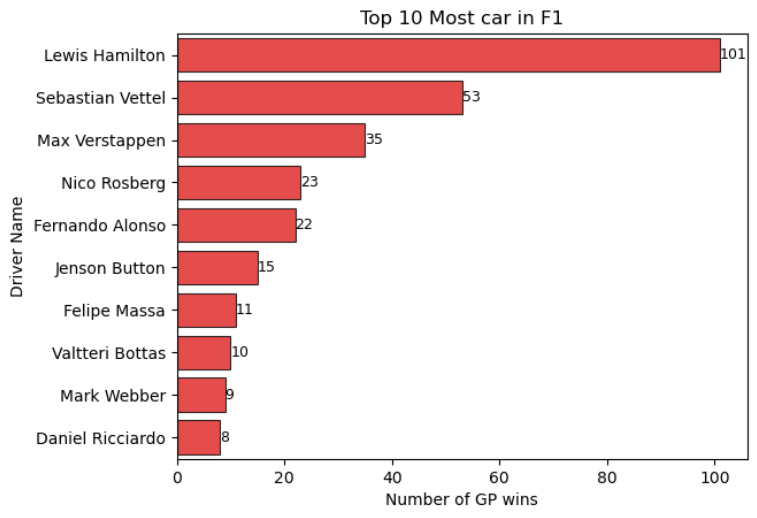 Top 10 Most car in F1
Lewis Hamilton 101
Sebastian Vettel 53
Max Verstappen 35
Nico Rosberg 23
Fernando Alonso 22
Jenson Button 15
Felipe Massa 11
Valtteri Bottas 10
Mark Webber 9
Daniel Ricciardo 8
Driver Name
0 20 40 60 80 100
Number of GP wins